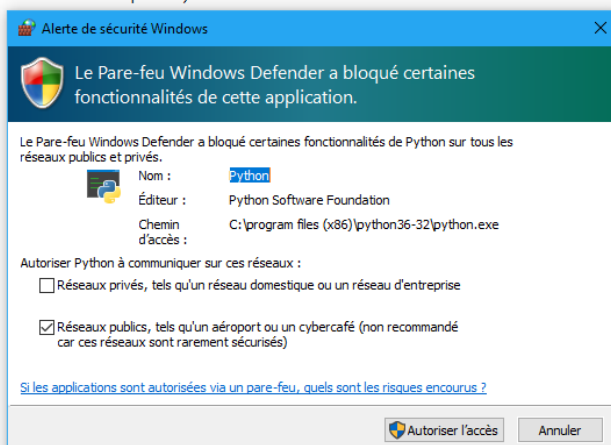 Alerte de sécurité Windows
Le Pare-feu Windows Defender a bloqué certaines
fonctionnalités de cette application.
Le Pare-feu Windows Defender a bloqué certaines fonctionnalités de Python sur tous les
réseaux publics et privés.
Nom : Python
Éditeur : Python Software Foundation
Chemin d'accès : C:\program files (x86)\python36-32\python.exe
Autoriser Python à communiquer sur ces réseaux :
Réseaux privés, tels qu'un réseau domestique ou un réseau d'entreprise
Réseaux publics, tels qu'un aéroport ou un cybercafé (non recommandé
car ces réseaux sont rarement sécurisés)
Si les applications sont autorisées via un pare-feu, quels sont les risques encourus ?
Autoriser l'accès Annuler